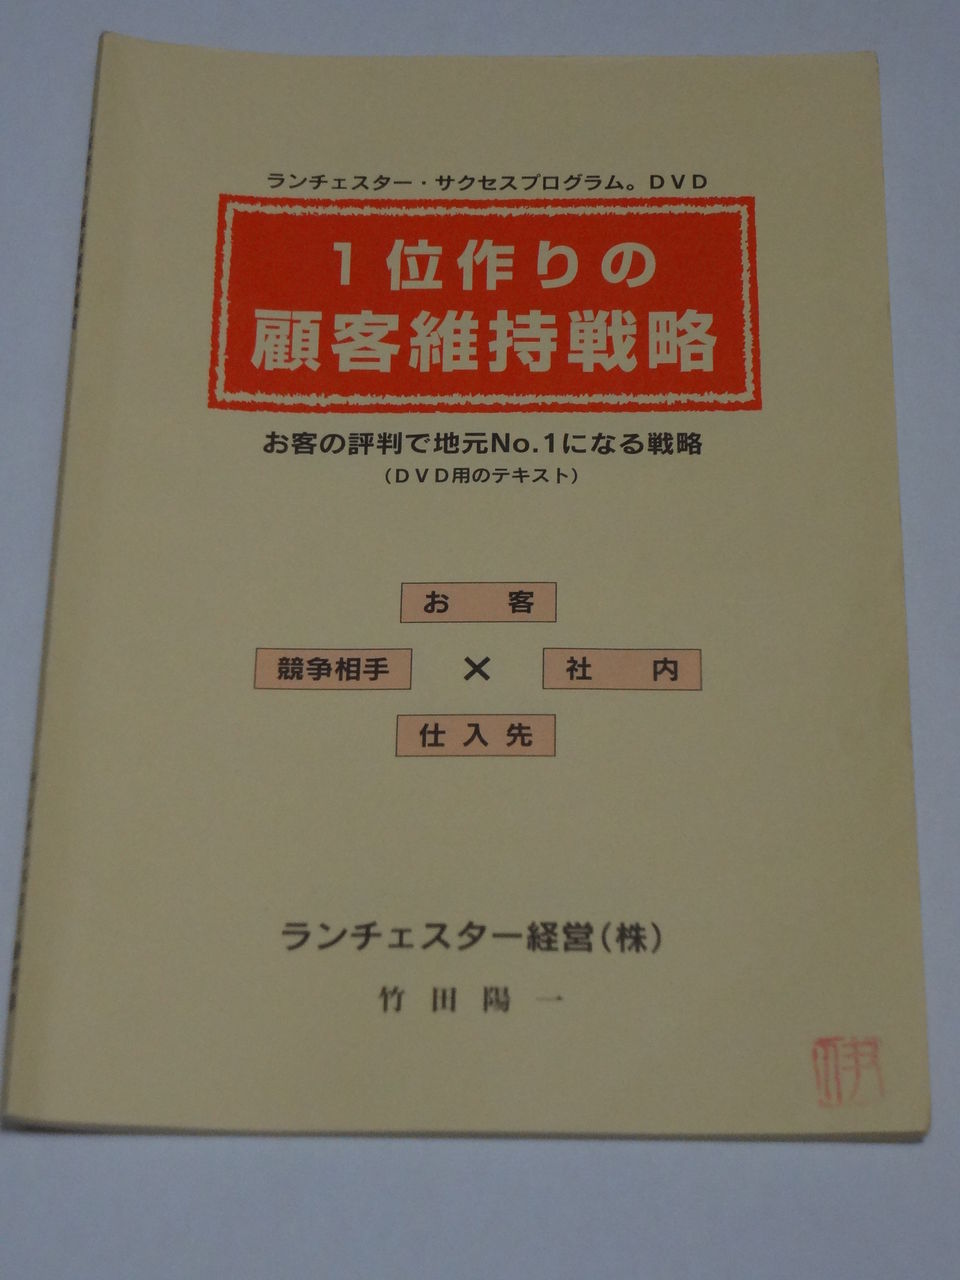 ランチェスター・サクセスプログラム。DVD
1位作りの
顧客維持戦略
お客の評判で地元No.1になる戦略
(DVD用のテキスト)
お 客
競争相手 × 社 内
仕入先
ランチェスター経営(株)
竹田陽一